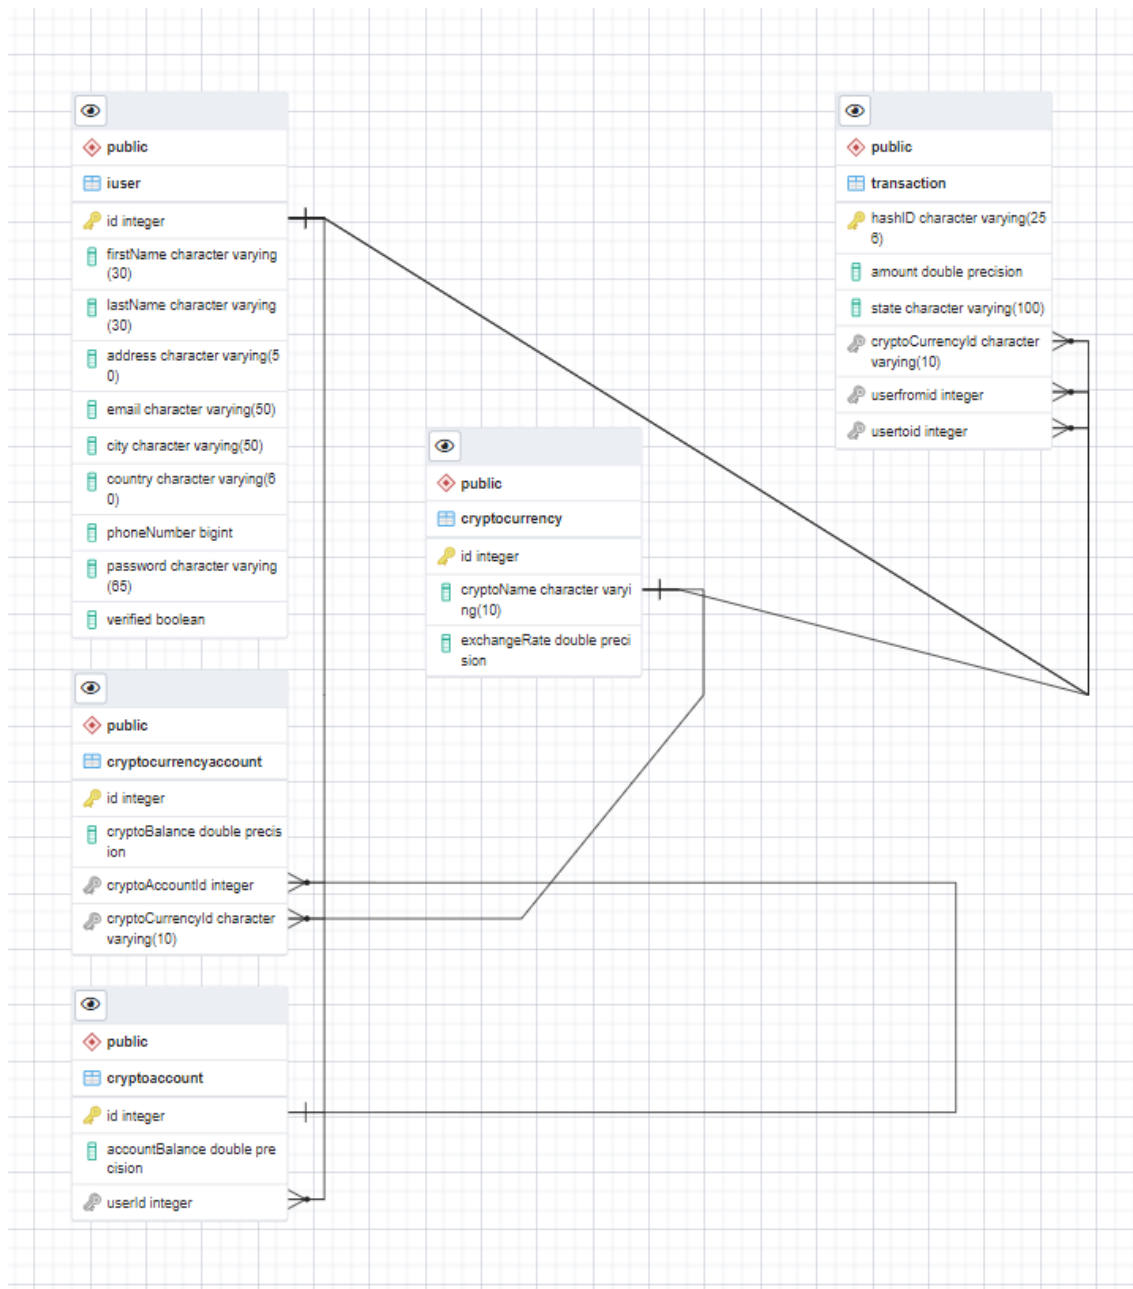 public
iuser
id integer
firstName character varying
(30)
lastName character varying
(30)
address character varying(5
0)
email character varying(50)
city character varying(50)
country character varying(6
0)
phoneNumber bigint
password character varying
(65)
verified boolean
public
transaction
hashID character varying(25
6)
amount double precision
state character varying(100)
cryptoCurrencyId character
varying(10)
userfromid integer
usertoid integer
public
cryptocurrency
id integer
cryptoName character varyi
ng(10)
exchangeRate double preci
sion
public
cryptocurrencyaccount
id integer
cryptoBalance double precis
ion
cryptoAccountId integer
cryptoCurrencyId character
varying(10)
public
cryptoaccount
id integer
accountBalance double pre
cision
userId integer